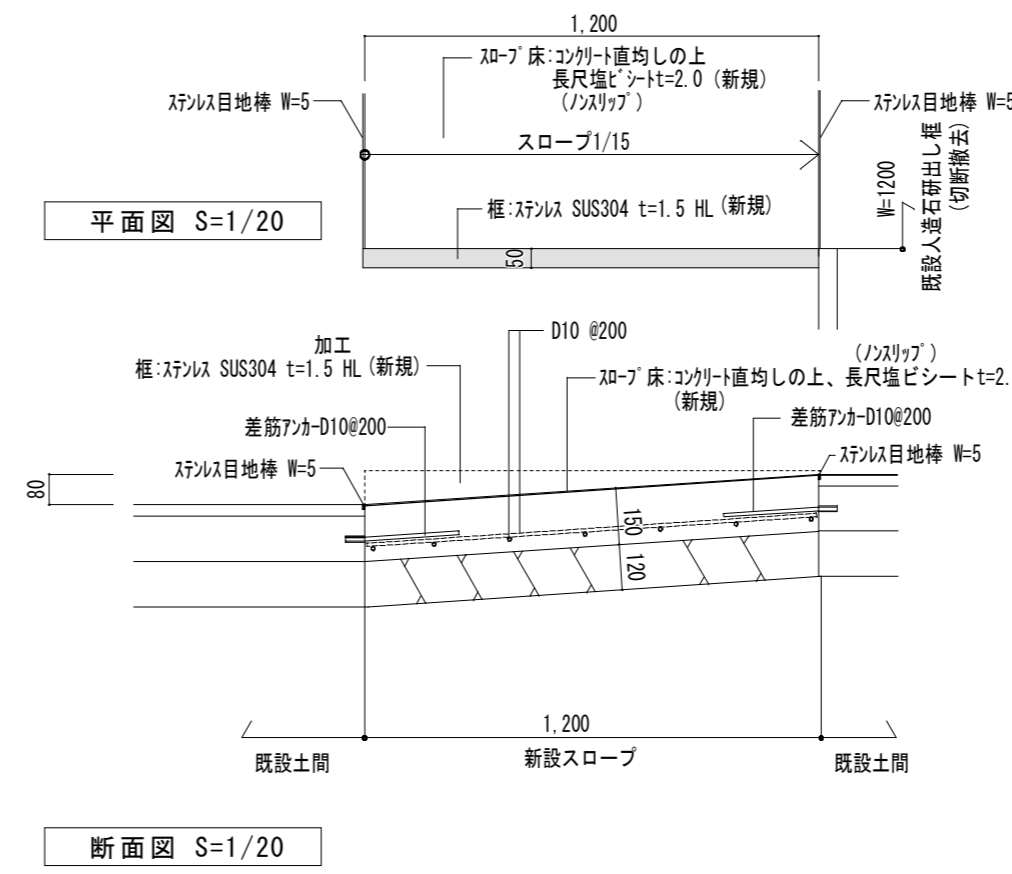 1,200
スロープ床:コンクリート直均しの上
長尺塩ビシートt=2.0 (新規)
(ノンスリップ)
ステンレス目地棒 W=5
ステンレス目地棒 W=5
スロープ1/15
W=1200
既設人造石研出し框
(切断撤去)
平面図 S=1/20
框:ステンレス SUS304 t=1.5 HL (新規)
50
D10 @200
加工
框:ステンレス SUS304 t=1.5 HL (新規)
(ノンスリップ)
スロープ床:コンクリート直均しの上、長尺塩ビシートt=2.
(新規)
差筋アンカーD10@200
差筋アンカーD10@200
ステンレス目地棒 W=5
ステンレス目地棒 W=5
80
150
120
1,200
既設土間
新設スロープ
既設土間
断面図 S=1/20